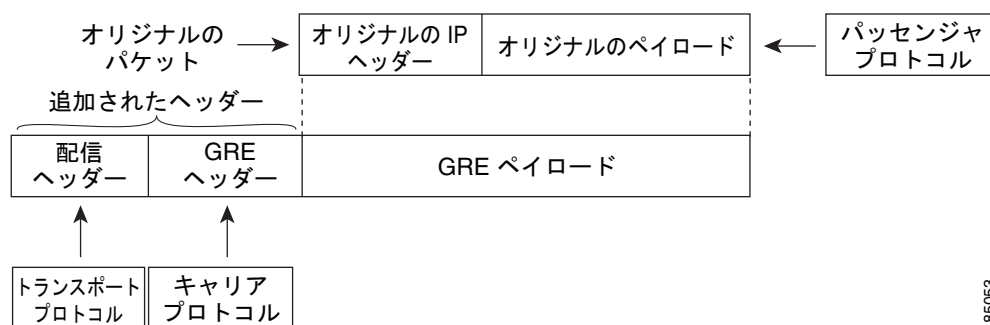 オリジナルの
パケット
オリジナルの IP
ヘッダー
オリジナルのペイロード
パッセンジャ
プロトコル
追加されたヘッダー
配信
ヘッダー
GRE
ヘッダー
GRE ペイロード
トランスポート
プロトコル
キャリア
プロトコル
85053